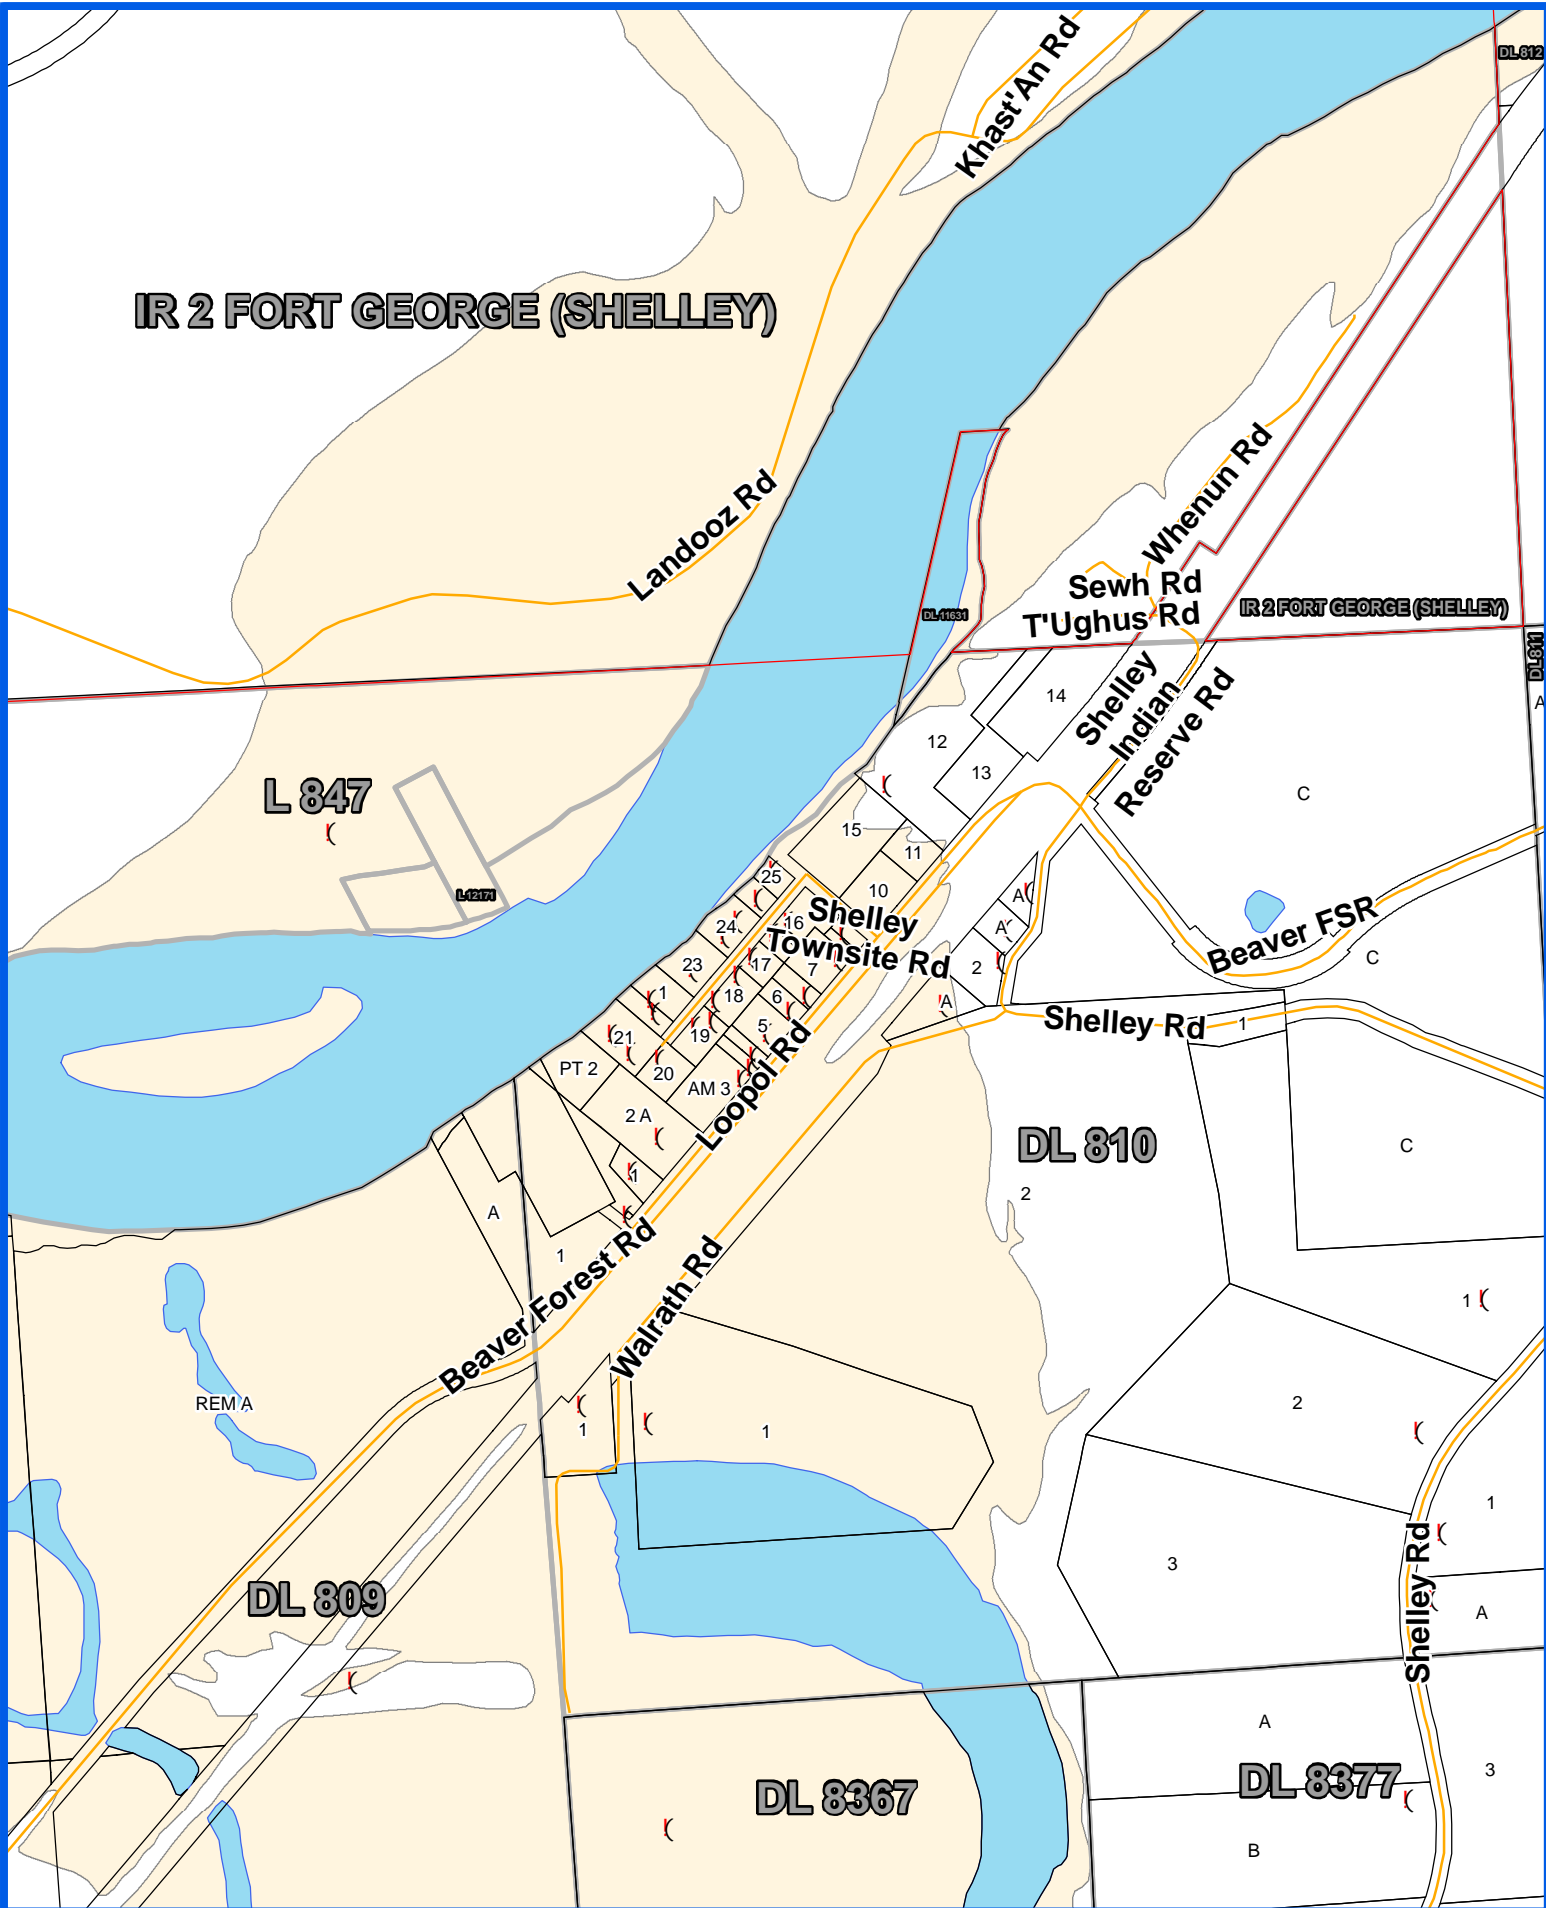 Khast'An Rd
DL 812
IR 2 FORT GEORGE (SHELLEY)
Landooz Rd
Whenun Rd
Sewh Rd
T'Ughus Rd
DL 11631
IR 2 FORT GEORGE (SHELLEY)
DL811
A
Shelley
Indian
Reserve Rd
14
12
13
C
L 847
15
11
L 12171
25
10
A
16
Shelley
24
A
Townsite Rd
Beaver FSR
17
7
2
C
23
1
18
6
A
5
19
21
Shelley Rd
1
PT 2
20
AM 3
Loopol Rd
2 A
DL 810
C
1
2
A
1
Beaver Forest Rd
Walrath Rd
1
REM A
2
1
1
1
Shelley Rd
3
DL 809
A
A
DL 8367
DL 8377
3
B